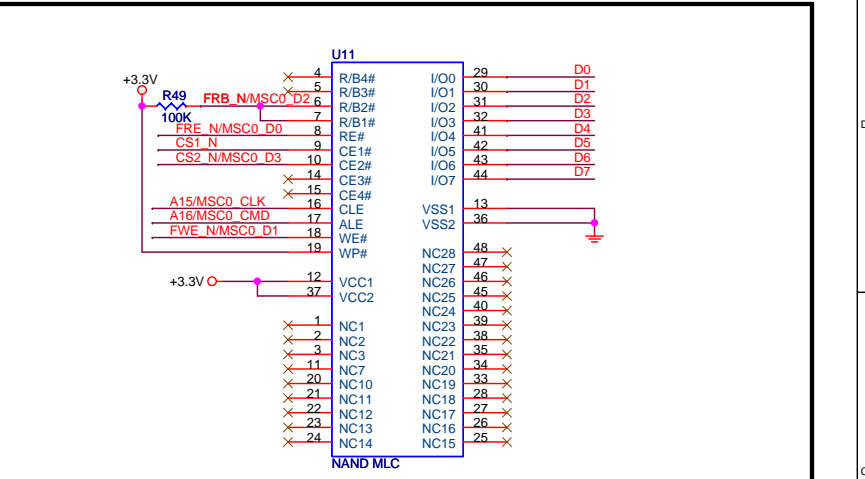 U11
+3.3V
R49
100K
FRB_N/MSC0_D2
FRE_N/MSC0_D0
CS1_N
CS2_N/MSC0_D3
A15/MSC0_CLK
A16/MSC0_CMD
FWE_N/MSC0_D1
+3.3V
4 R/B4#
5 R/B3#
6 R/B2#
7 R/B1#
8 RE#
9 CE1#
10 CE2#
14 CE3#
15 CE4#
16 CLE
17 ALE
18 WE#
19 WP#
12 VCC1
37 VCC2
1 NC1
2 NC2
3 NC3
11 NC7
20 NC10
21 NC11
22 NC12
23 NC13
24 NC14
I/O0 29 D0
I/O1 30 D1
I/O2 31 D2
I/O3 32 D3
I/O4 41 D4
I/O5 42 D5
I/O6 43 D6
I/O7 44 D7
VSS1 13
VSS2 36
NC28 48
NC27 47
NC26 46
NC25 45
NC24 40
NC23 39
NC22 38
NC21 35
NC20 34
NC19 33
NC18 28
NC17 27
NC16 26
NC15 25
NAND MLC